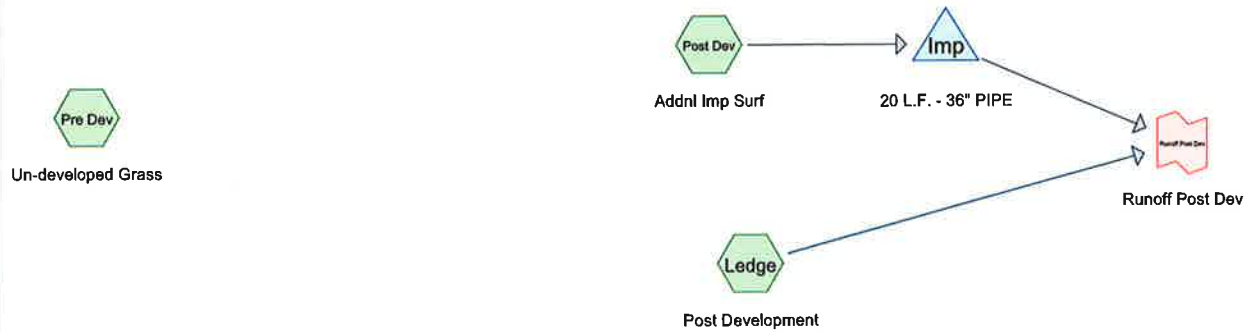 Post Dev
Addnl Imp Surf
Imp
20 L.F. - 36" PIPE
Pre Dev
Un-developed Grass
Runoff Post Dev
Runoff Post Dev
Ledge
Post Development